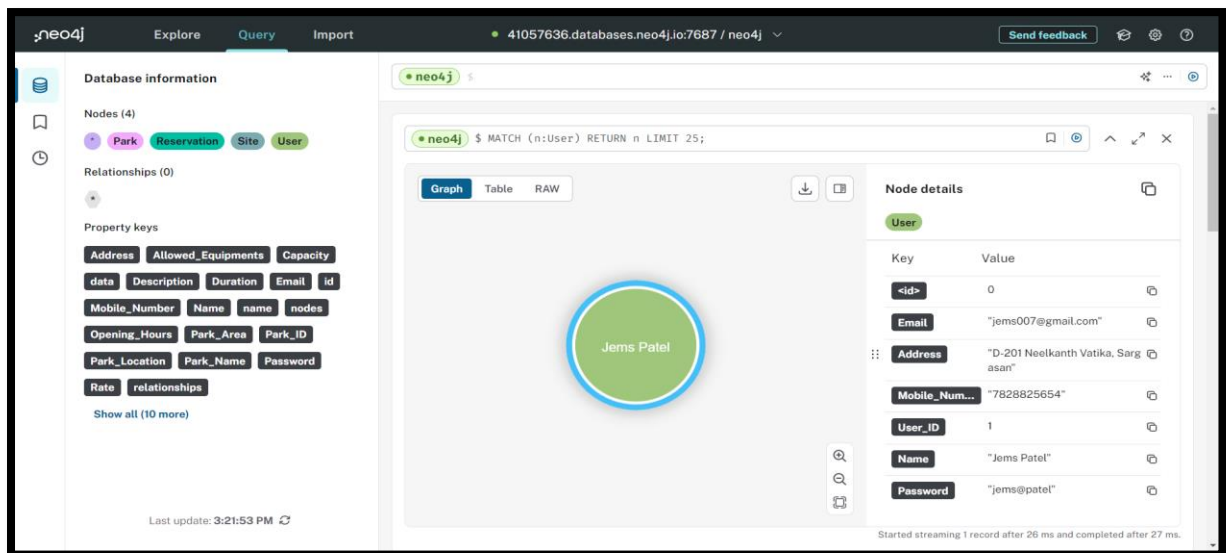 :neo4j Explore Query Import 41057636.databases.neo4j.io:7687 / neo4j Send feedback
Database information
Nodes (4)
* Park Reservation Site User
Relationships (0)
*
Property keys
Address Allowed_Equipments Capacity
data Description Duration Email id
Mobile_Number Name name nodes
Opening_Hours Park_Area Park_ID
Park_Location Park_Name Password
Rate relationships
Show all (10 more)
Last update: 3:21:53 PM
neo4j $
neo4j $ MATCH (n:User) RETURN n LIMIT 25;
Graph Table RAW
Jems Patel
Node details
User
Key Value
<id> 0
Email "jems007@gmail.com"
Address "D-201 Neelkanth Vatika, Sarg
asan"
Mobile_Num... "7828825654"
User_ID 1
Name "Jems Patel"
Password "jems@patel"
Started streaming 1 record after 26 ms and completed after 27 ms.